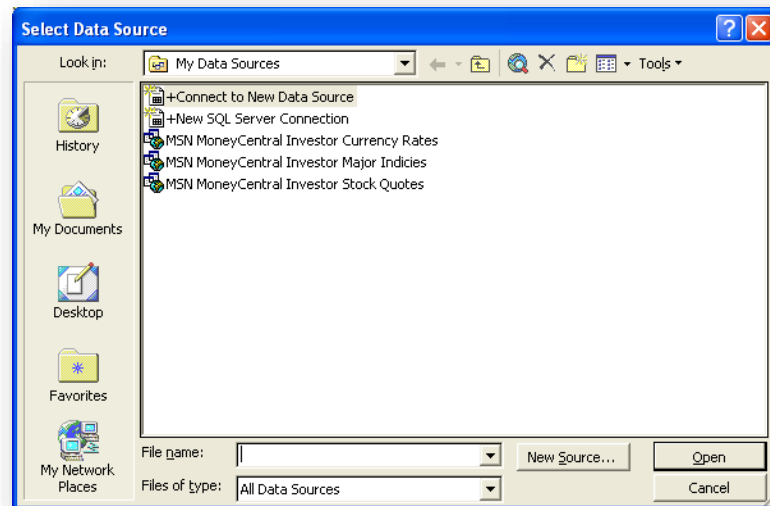 Select Data Source
Look in:
My Data Sources
Tools
+Connect to New Data Source
+New SQL Server Connection
MSN MoneyCentral Investor Currency Rates
MSN MoneyCentral Investor Major Indicies
MSN MoneyCentral Investor Stock Quotes
History
My Documents
Desktop
Favorites
My Network
Places
File name:
New Source...
Open
Files of type:
All Data Sources
Cancel